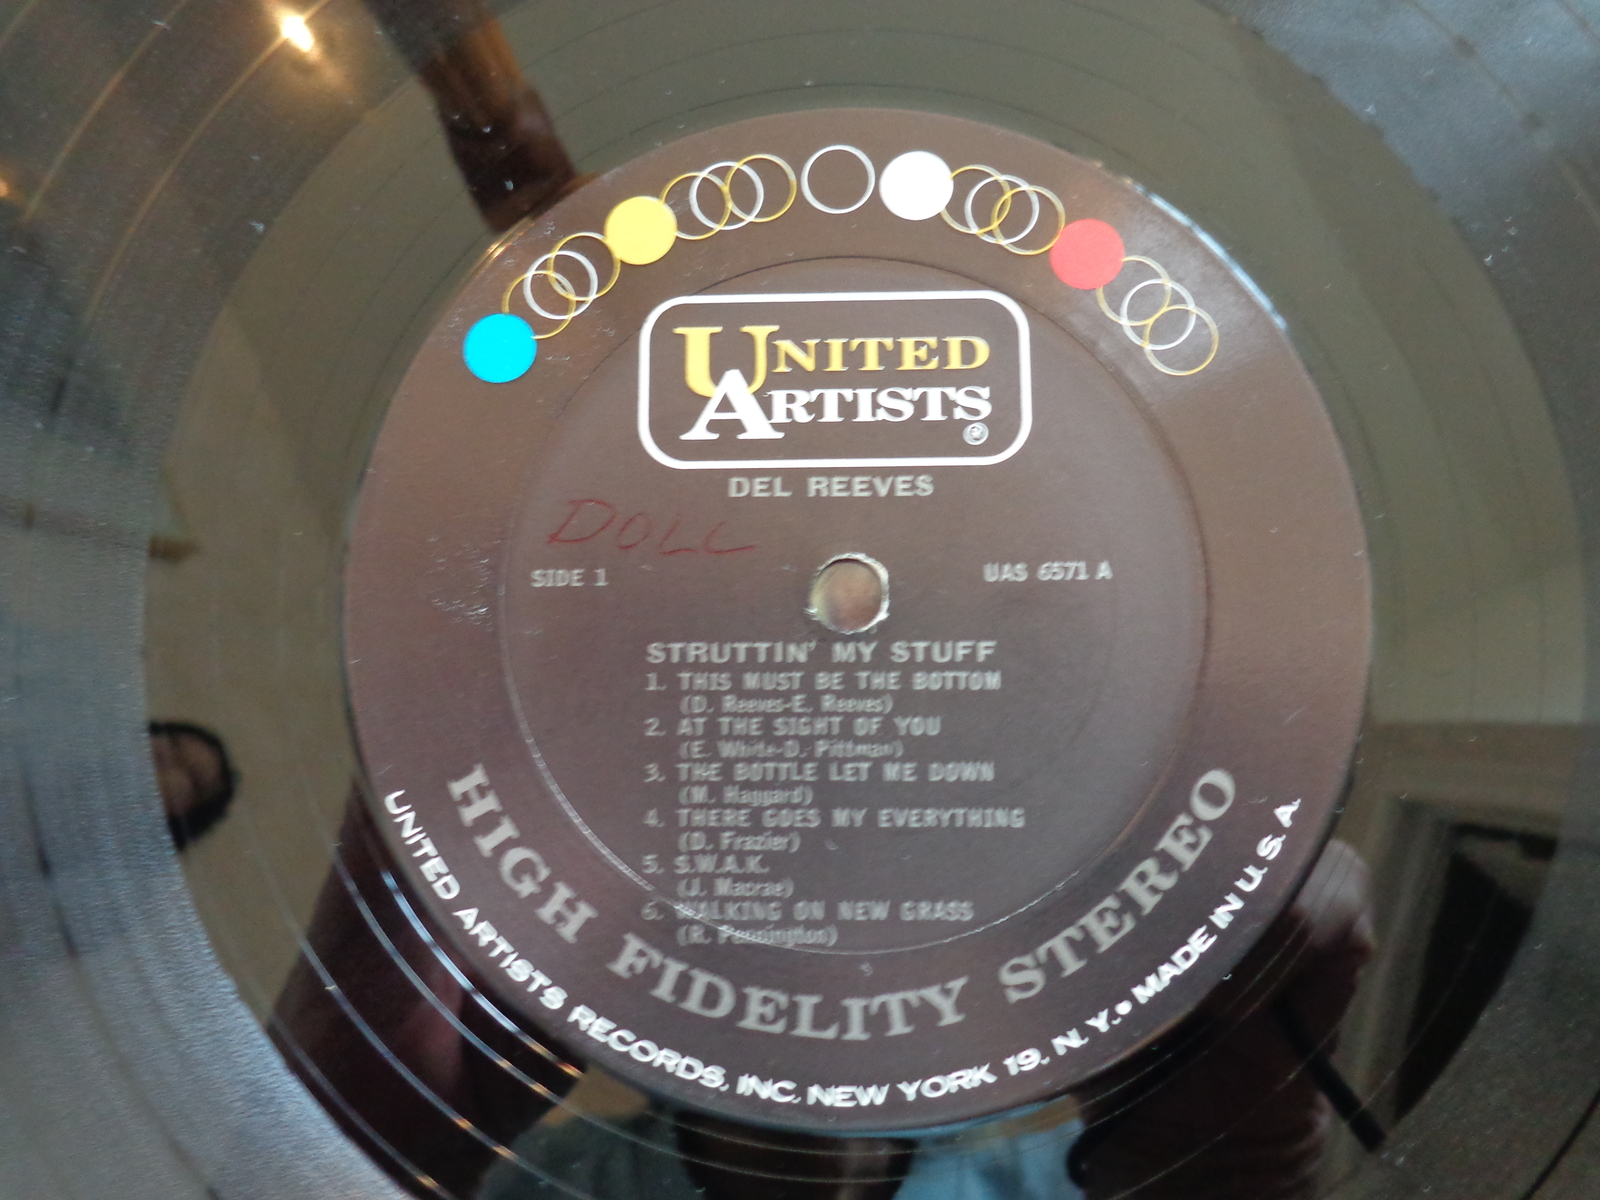 UNITED
ARTISTS
®
DEL REEVES
DOLL
SIDE 1
UAS 6571 A
STRUTTIN' MY STUFF
1. THIS MUST BE THE BOTTOM
(D. Reeves-E. Reeves)
2. AT THE SIGHT OF YOU
(E. White-D. Pittman)
3. THE BOTTLE LET ME DOWN
(M. Haggard)
4. THERE GOES MY EVERYTHING
(D. Frazier)
5. S.W.A.K.
(J. Macrae)
6. WALKING ON NEW GRASS
(R. Pennington)
HIGH FIDELITY STEREO
UNITED ARTISTS RECORDS, INC. NEW YORK 19, N. Y. • MADE IN U. S. A.